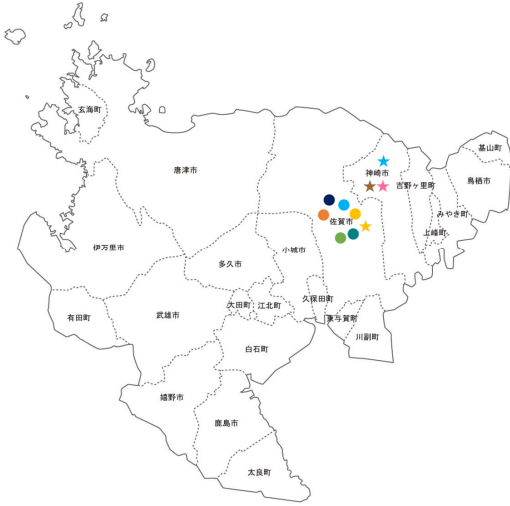 玄海町
唐津市
伊万里市
有田町
武雄市
多久市
小城市
大田町
江北町
白石町
嬉野市
鹿島市
太良町
佐賀市
久保田町
東与賀町
川副町
神崎市
吉野ヶ里町
上峰町
みやき町
鳥栖市
基山町